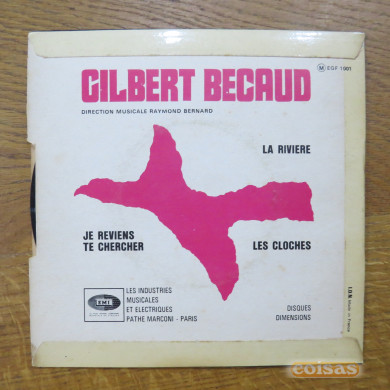 GILBERT BECAUD
M EGF 1001
DIRECTION MUSICALE RAYMOND BERNARD
LA RIVIERE
JE REVIENS
TE CHERCHER
LES CLOCHES
EMI
LES INDUSTRIES
MUSICALES
ET ELECTRIQUES
PATHE MARCONI - PARIS
DISQUES
DIMENSIONS
coisas